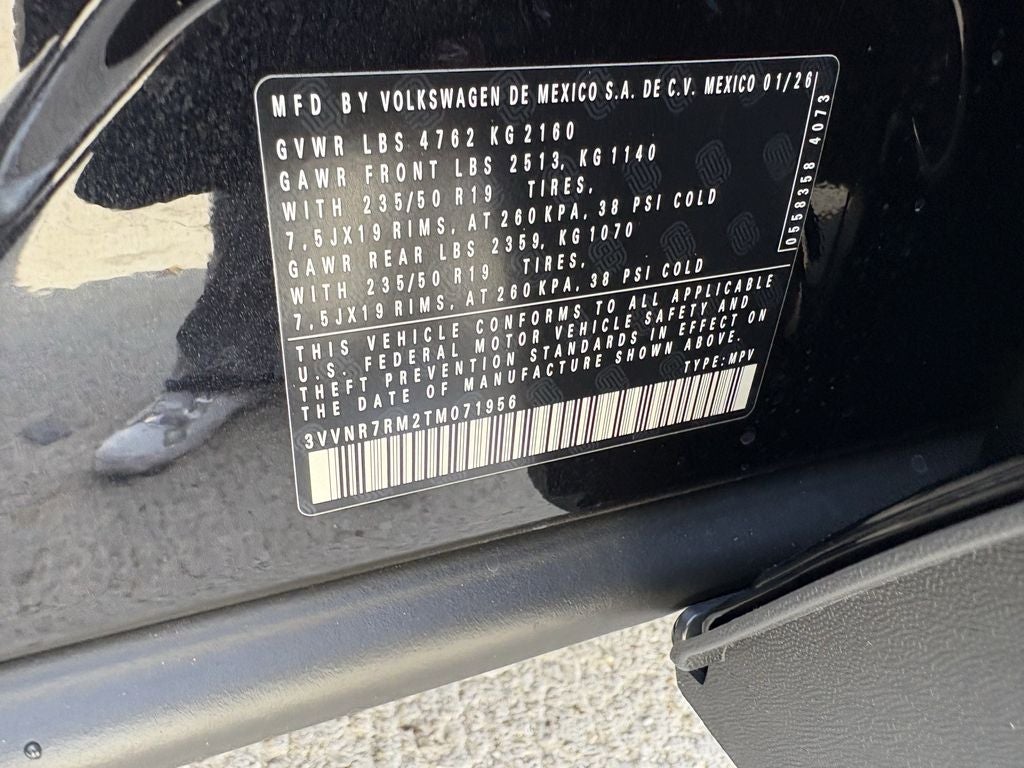 MFD BY VOLKSWAGEN DE MEXICO S.A. DE C.V. MEXICO 01/26
GVWR LBS 4762 KG 2160
GAWR FRONT LBS 2513, KG 1140
WITH 235/50 R19 TIRES,
7,5JX19 RIMS, AT 260 KPA, 38 PSI COLD
GAWR REAR LBS 2359, KG 1070
WITH 235/50 R19 TIRES,
7,5JX19 RIMS, AT 260 KPA, 38 PSI COLD
THIS VEHICLE CONFORMS TO ALL APPLICABLE
U.S. FEDERAL MOTOR VEHICLE SAFETY AND
THEFT PREVENTION STANDARDS IN EFFECT ON
THE DATE OF MANUFACTURE SHOWN ABOVE.
3VVNR7RM2TM071956 TYPE: MPV
0558358 4073